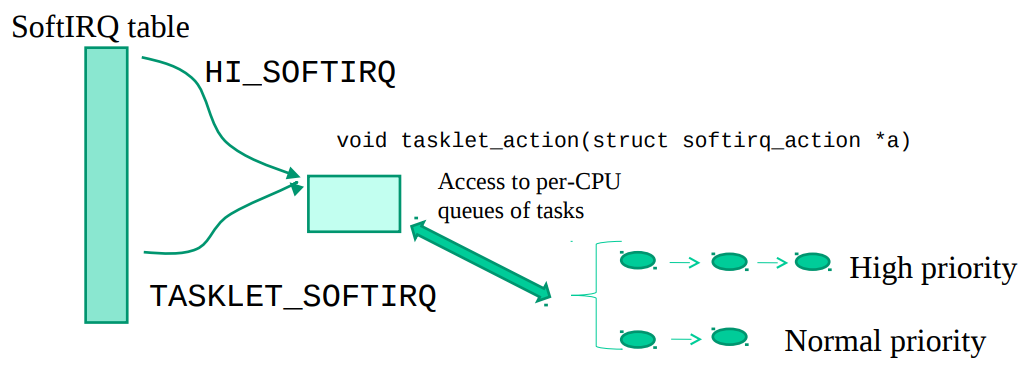 SoftIRQ table
HI_SOFTIRQ
void tasklet_action(struct softirq_action *a)
Access to per-CPU
queues of tasks
High priority
TASKLET_SOFTIRQ
Normal priority